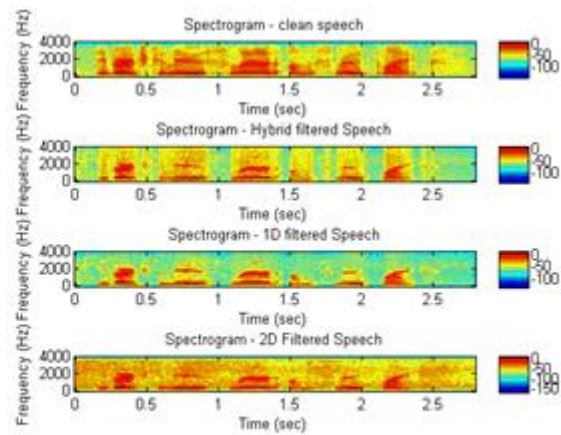 Spectrogram - clean speech
Frequency (Hz)
4000
2000
0
0 0.5 1 1.5 2 2.5
Time (sec)
0
-50
-100
Spectrogram - Hybrid filtered Speech
Frequency (Hz)
4000
2000
0
0 0.5 1 1.5 2 2.5
Time (sec)
0
-50
-100
Spectrogram - 1D filtered Speech
Frequency (Hz)
4000
2000
0
0 0.5 1 1.5 2 2.5
Time (sec)
0
-50
-100
Spectrogram - 2D Filtered Speech
Frequency (Hz)
4000
2000
0
0 0.5 1 1.5 2 2.5
Time (sec)
0
-50
-100
-150